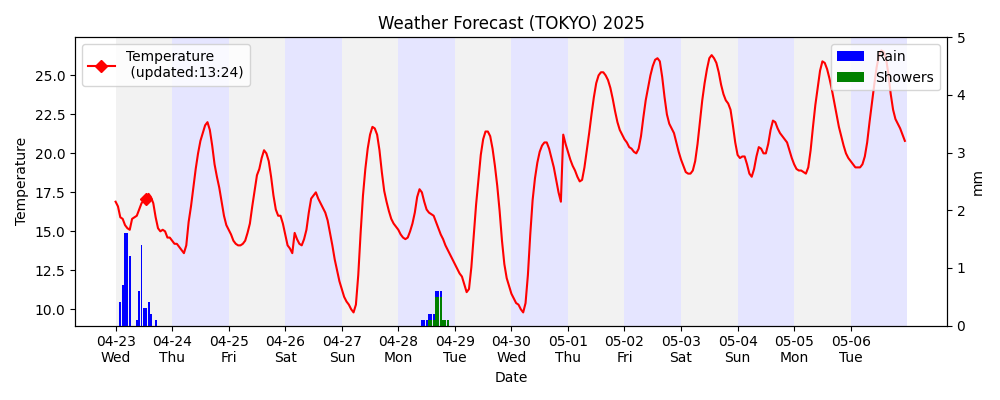 Weather Forecast (TOKYO) 2025
Temperature
(updated:13:24)
Rain
Showers
Temperature
25.0
22.5
20.0
17.5
15.0
12.5
10.0
5
4
3
2
1
0
mm
04-23 04-24 04-25 04-26 04-27 04-28 04-29 04-30 05-01 05-02 05-03 05-04 05-05 05-06
Wed Thu Fri Sat Sun Mon Tue Wed Thu Fri Sat Sun Mon Tue
Date